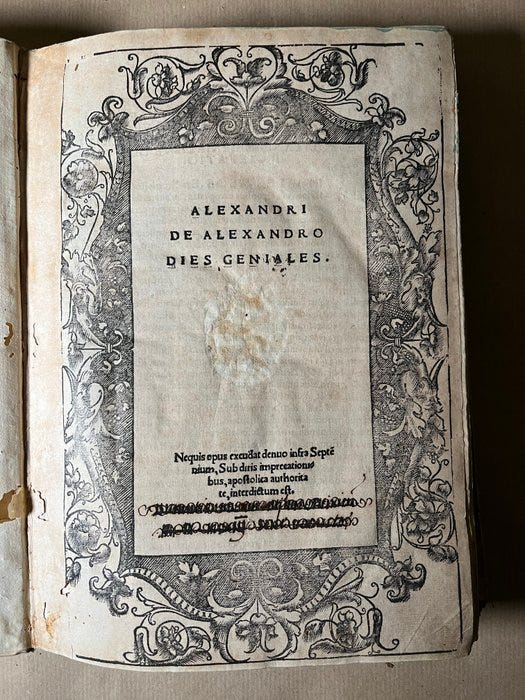 ALEXANDRI
DE ALEXANDRO
DIES GENIALES.
Nequis opus excudat denuo infra Septē
nium, Sub diris imprecationi-
bus, apostolica authorita
te, interdictum est.